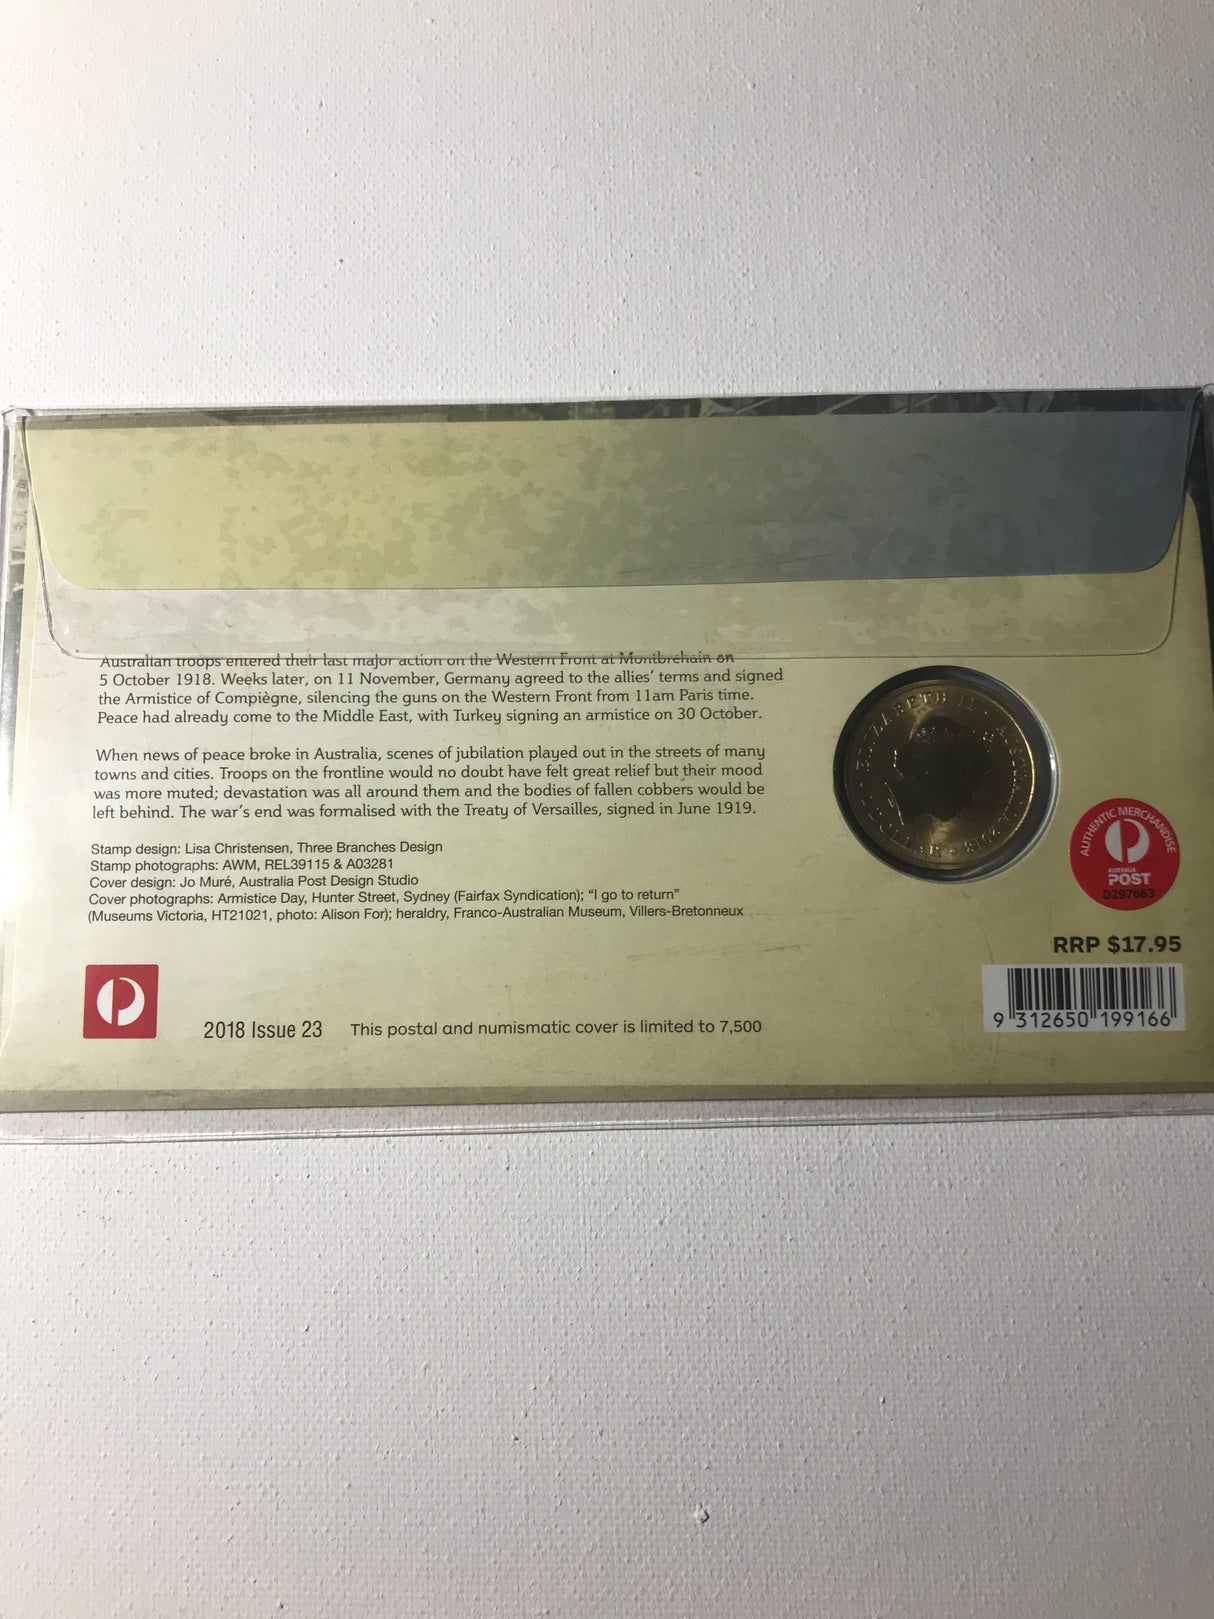 Australian troops entered their last major action on the Western Front at Montbrehain on
5 October 1918. Weeks later, on 11 November, Germany agreed to the allies' terms and signed
the Armistice of Compiègne, silencing the guns on the Western Front from 11am Paris time.
Peace had already come to the Middle East, with Turkey signing an armistice on 30 October.
When news of peace broke in Australia, scenes of jubilation played out in the streets of many
towns and cities. Troops on the frontline would no doubt have felt great relief but their mood
was more muted; devastation was all around them and the bodies of fallen cobbers would be
left behind. The war's end was formalised with the Treaty of Versailles, signed in June 1919.
Stamp design: Lisa Christensen, Three Branches Design
Stamp photographs: AWM, REL39115 & A03281
Cover design: Jo Muré, Australia Post Design Studio
Cover photographs: Armistice Day, Hunter Street, Sydney (Fairfax Syndication); "I go to return"
(Museums Victoria, HT21021, photo: Alison For); heraldry, Franco-Australian Museum, Villers-Bretonneux
2018 Issue 23 This postal and numismatic cover is limited to 7,500
ELIZABETH II AUSTRALIA 2018
DOLLAR
AUTHENTIC MERCHANDISE
AUSTRALIA
POST
D297663
RRP $17.95
9 312650 199166